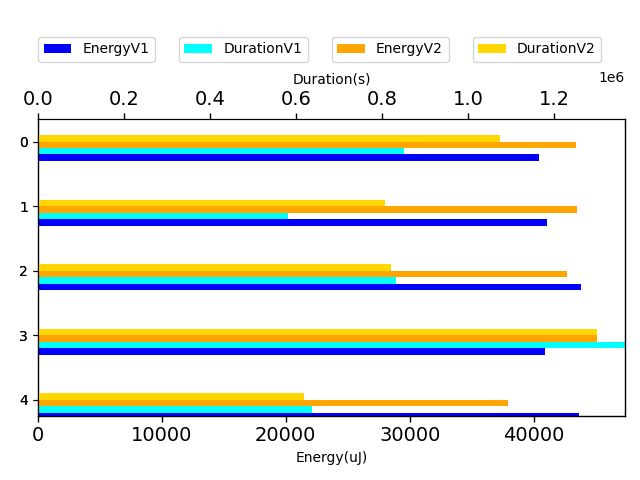 EnergyV1 DurationV1 EnergyV2 DurationV2
Duration(s)
1e6
0.0 0.2 0.4 0.6 0.8 1.0 1.2
0
1
2
3
4
0 10000 20000 30000 40000
Energy(uJ)